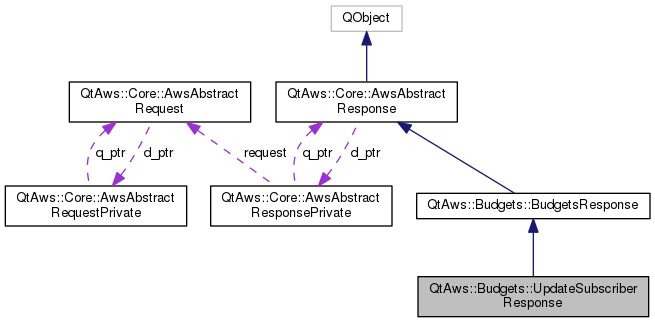 QObject
QtAws::Core::AwsAbstract
Request
QtAws::Core::AwsAbstract
Response
q_ptr
d_ptr
request
q_ptr
d_ptr
QtAws::Core::AwsAbstract
RequestPrivate
QtAws::Core::AwsAbstract
ResponsePrivate
QtAws::Budgets::BudgetsResponse
QtAws::Budgets::UpdateSubscriber
Response